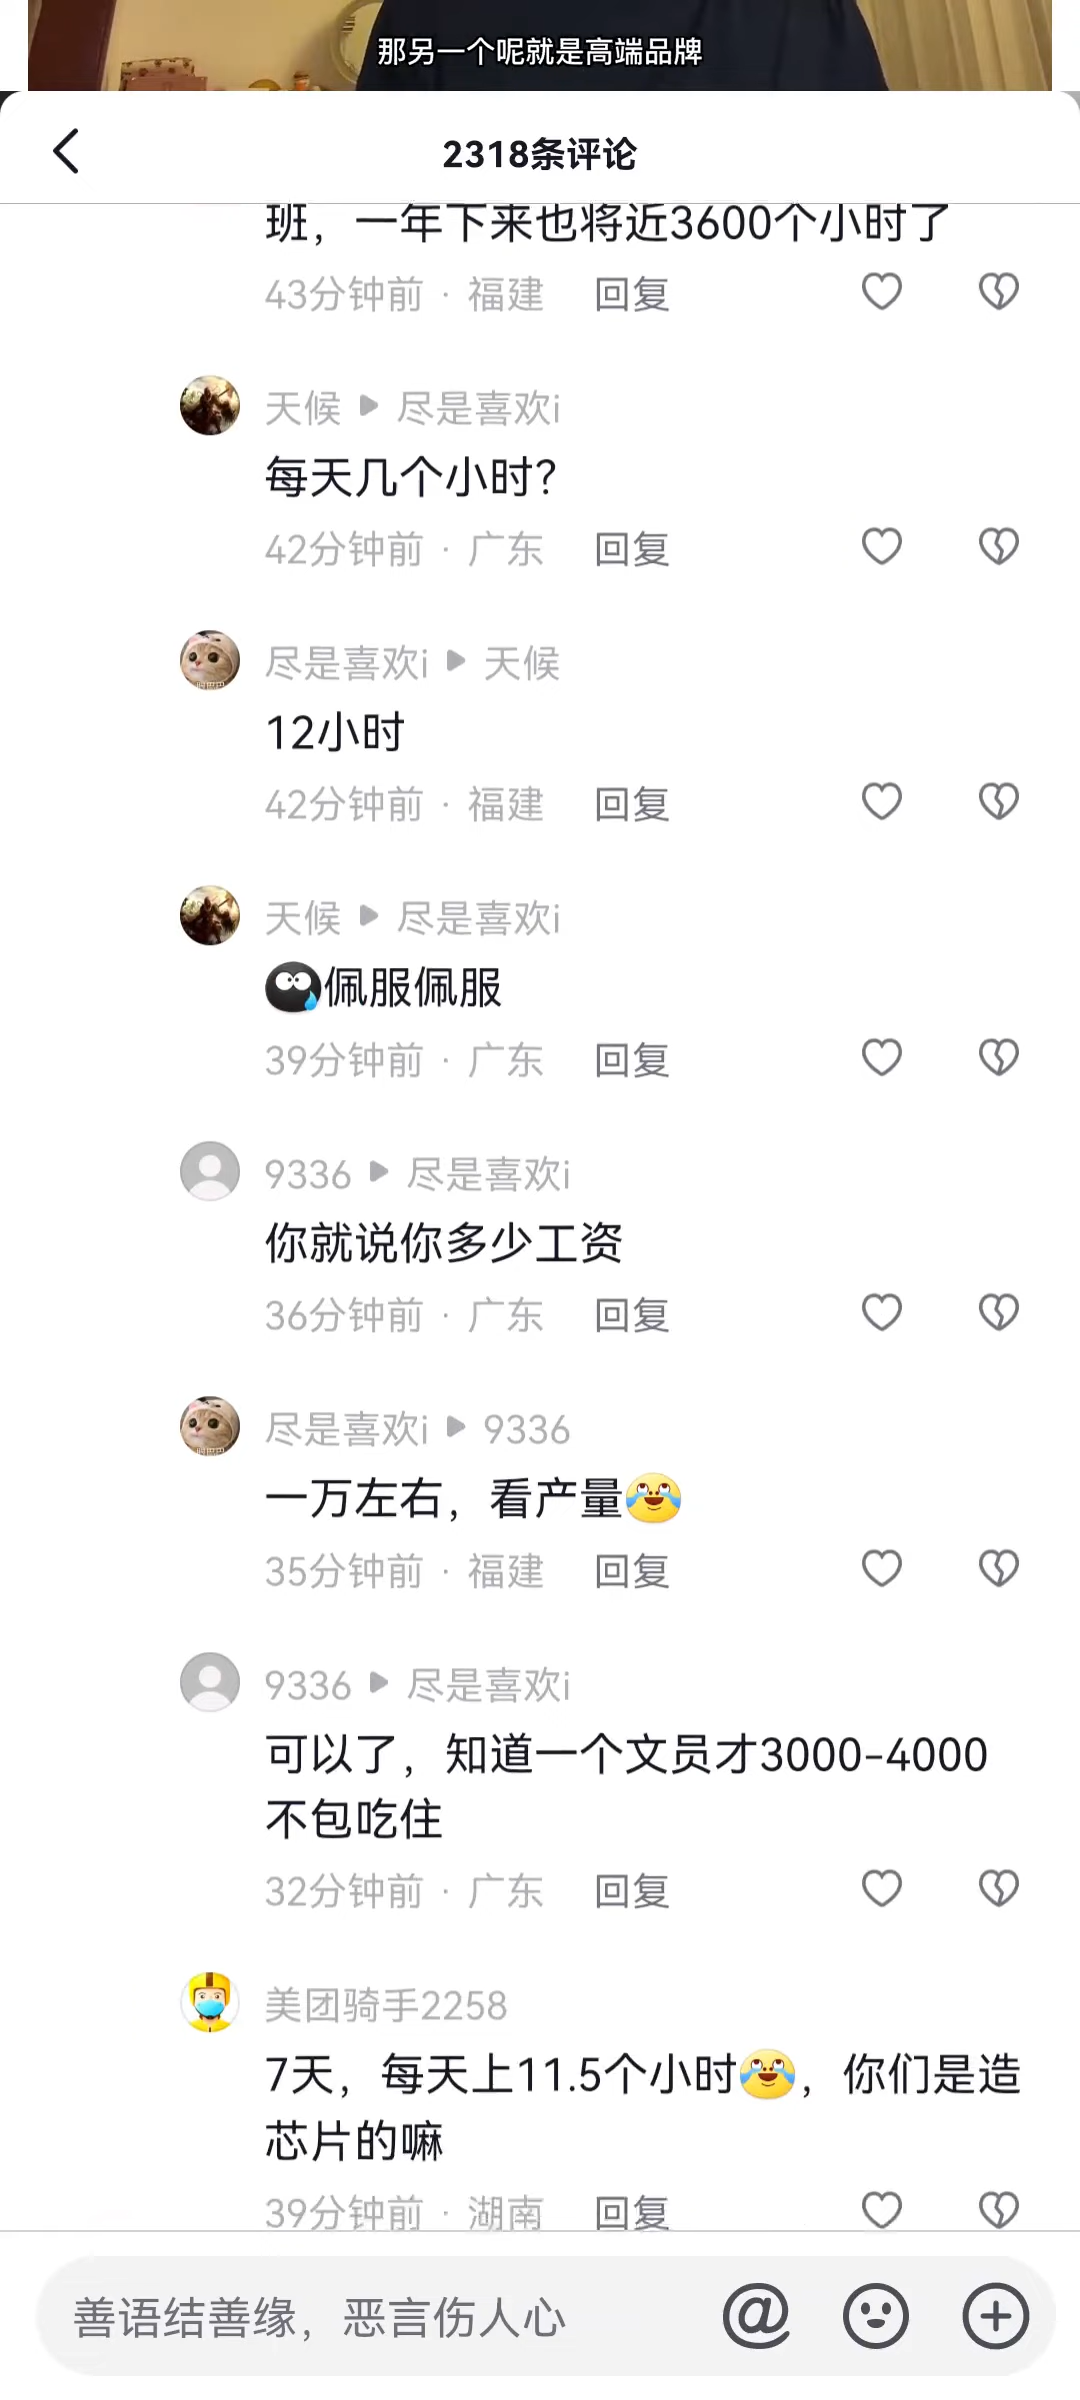 那另一个呢就是高端品牌
2318条评论
班，一年下来也将近3600个小时了
43分钟前 · 福建 回复
天候 ▶ 尽是喜欢i
每天几个小时？
42分钟前 · 广东 回复
尽是喜欢i ▶ 天候
12小时
42分钟前 · 福建 回复
天候 ▶ 尽是喜欢i
佩服佩服
39分钟前 · 广东 回复
9336 ▶ 尽是喜欢i
你就说你多少工资
36分钟前 · 广东 回复
尽是喜欢i ▶ 9336
一万左右，看产量
35分钟前 · 福建 回复
9336 ▶ 尽是喜欢i
可以了，知道一个文员才3000-4000
不包吃住
32分钟前 · 广东 回复
美团骑手2258
7天，每天上11.5个小时，你们是造
芯片的嘛
39分钟前 · 湖南 回复
善语结善缘，恶言伤人心